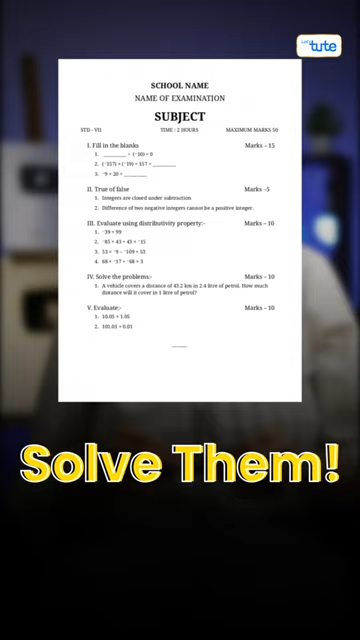 Let's
tute
SCHOOL NAME
NAME OF EXAMINATION
SUBJECT
STD - VII TIME : 2 HOURS MAXIMUM MARKS 50
I. Fill in the blanks Marks – 15
1. ________ + (⁻10) = 0
2. (⁻157) × (⁻19) + 157 = ________
3. ⁻9 × 20 = ________
II. True of false Marks –5
1. Integers are closed under subtraction
2. Difference of two negative integers cannot be a positive integer.
III. Evaluate using distributivity property:- Marks – 10
1. ⁻39 × 99
2. ⁻85 × 43 + 43 × ⁻15
3. 53 × ⁻9 – ⁻109 × 53
4. 68 × ⁻17 + ⁻68 × 3
IV. Solve the problems:- Marks – 10
1. A vehicle covers a distance of 43.2 km in 2.4 litre of petrol. How much
distance will it cover in 1 litre of petrol?
V. Evaluate:- Marks – 10
1. 10.05 × 1.05
2. 101.01 × 0.01
Solve Them!